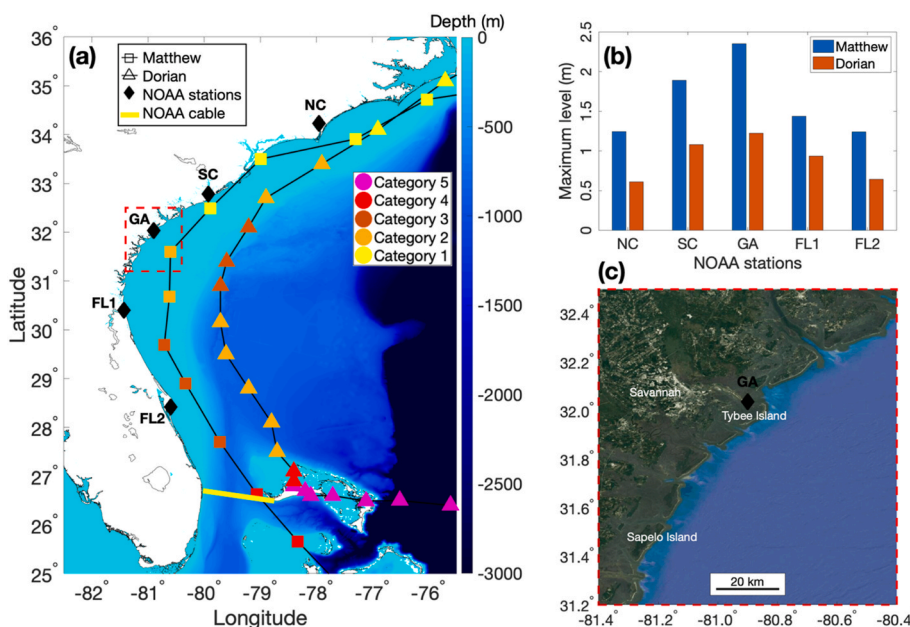 (a)
Depth (m)
36°
35°
34°
33°
32°
31°
30°
29°
28°
27°
26°
25°
Latitude
Matthew
Dorian
NOAA stations
NOAA cable
NC
SC
GA
FL1
FL2
Category 5
Category 4
Category 3
Category 2
Category 1
0
-500
-1000
-1500
-2000
-2500
-3000
-82 -81 -80 -79 -78 -77 -76
Longitude
(b)
Matthew
Dorian
Maximum level (m)
2.5
2
1.5
1
0.5
0
NC SC GA FL1 FL2
NOAA stations
(c)
32.4°
32.2°
32.0°
31.8°
31.6°
31.4°
31.2°
GA
Savannah
Tybee Island
Sapelo Island
20 km
-81.4° -81.2° -81.0° -80.8° -80.6° -80.4°